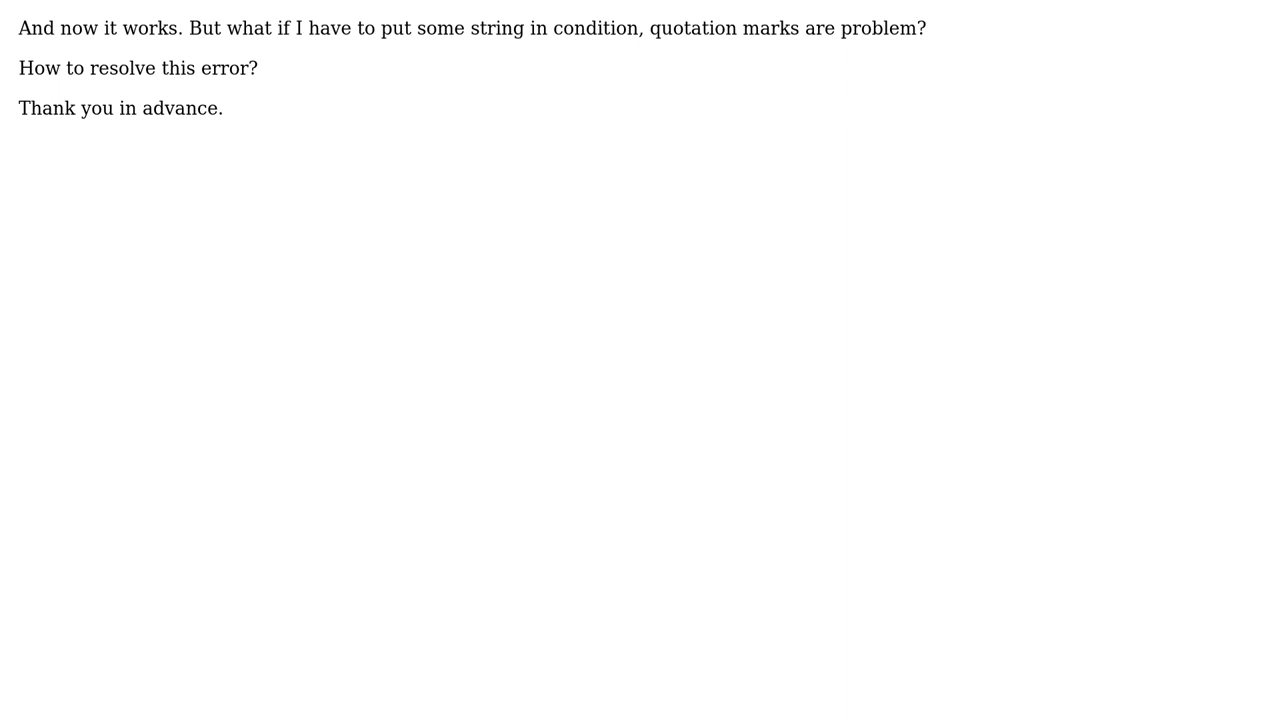 And now it works. But what if I have to put some string in condition, quotation marks are problem?
How to resolve this error?
Thank you in advance.